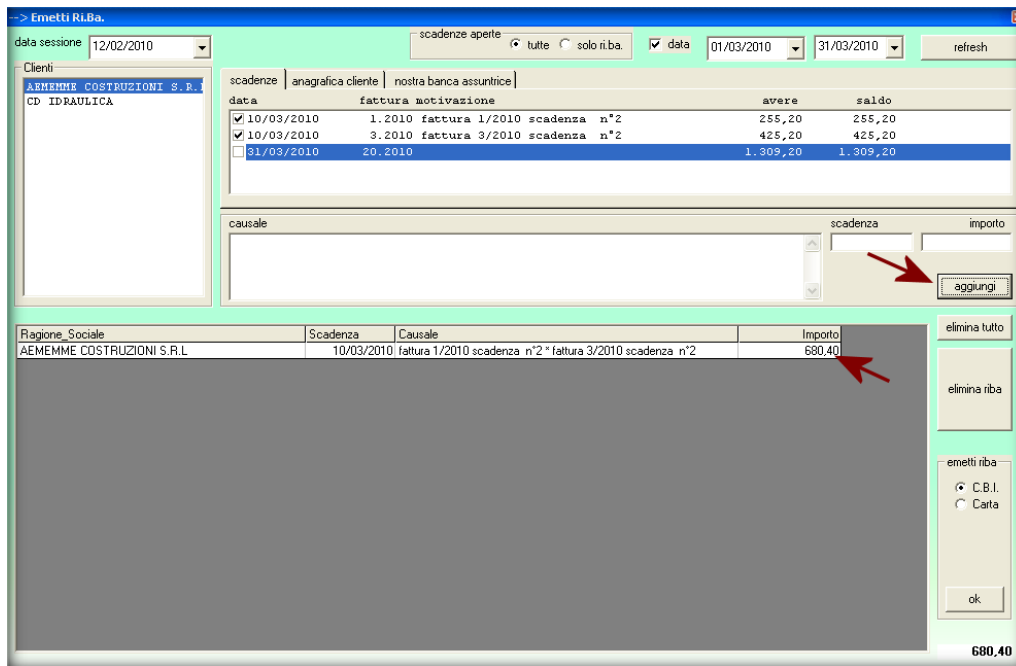 --> Emetti Ri.Ba.
data sessione 12/02/2010
scadenze aperte
tutte solo ri.ba.
data 01/03/2010 31/03/2010 refresh
Clienti
AEMEMME COSTRUZIONI S.R.
CD IDRAULICA
scadenze anagrafica cliente nostra banca assuntrice
data fattura motivazione avere saldo
10/03/2010 1.2010 fattura 1/2010 scadenza n°2 255,20 255,20
10/03/2010 3.2010 fattura 3/2010 scadenza n°2 425,20 425,20
31/03/2010 20.2010 1.309,20 1.309,20
causale scadenza importo
aggiungi
elimina tutto
Ragione_Sociale Scadenza Causale Importo
AEMEMME COSTRUZIONI S.R.L 10/03/2010 fattura 1/2010 scadenza n°2 * fattura 3/2010 scadenza n°2 680,40
elimina riba
emetti riba
C.B.I.
Carta
ok
680,40